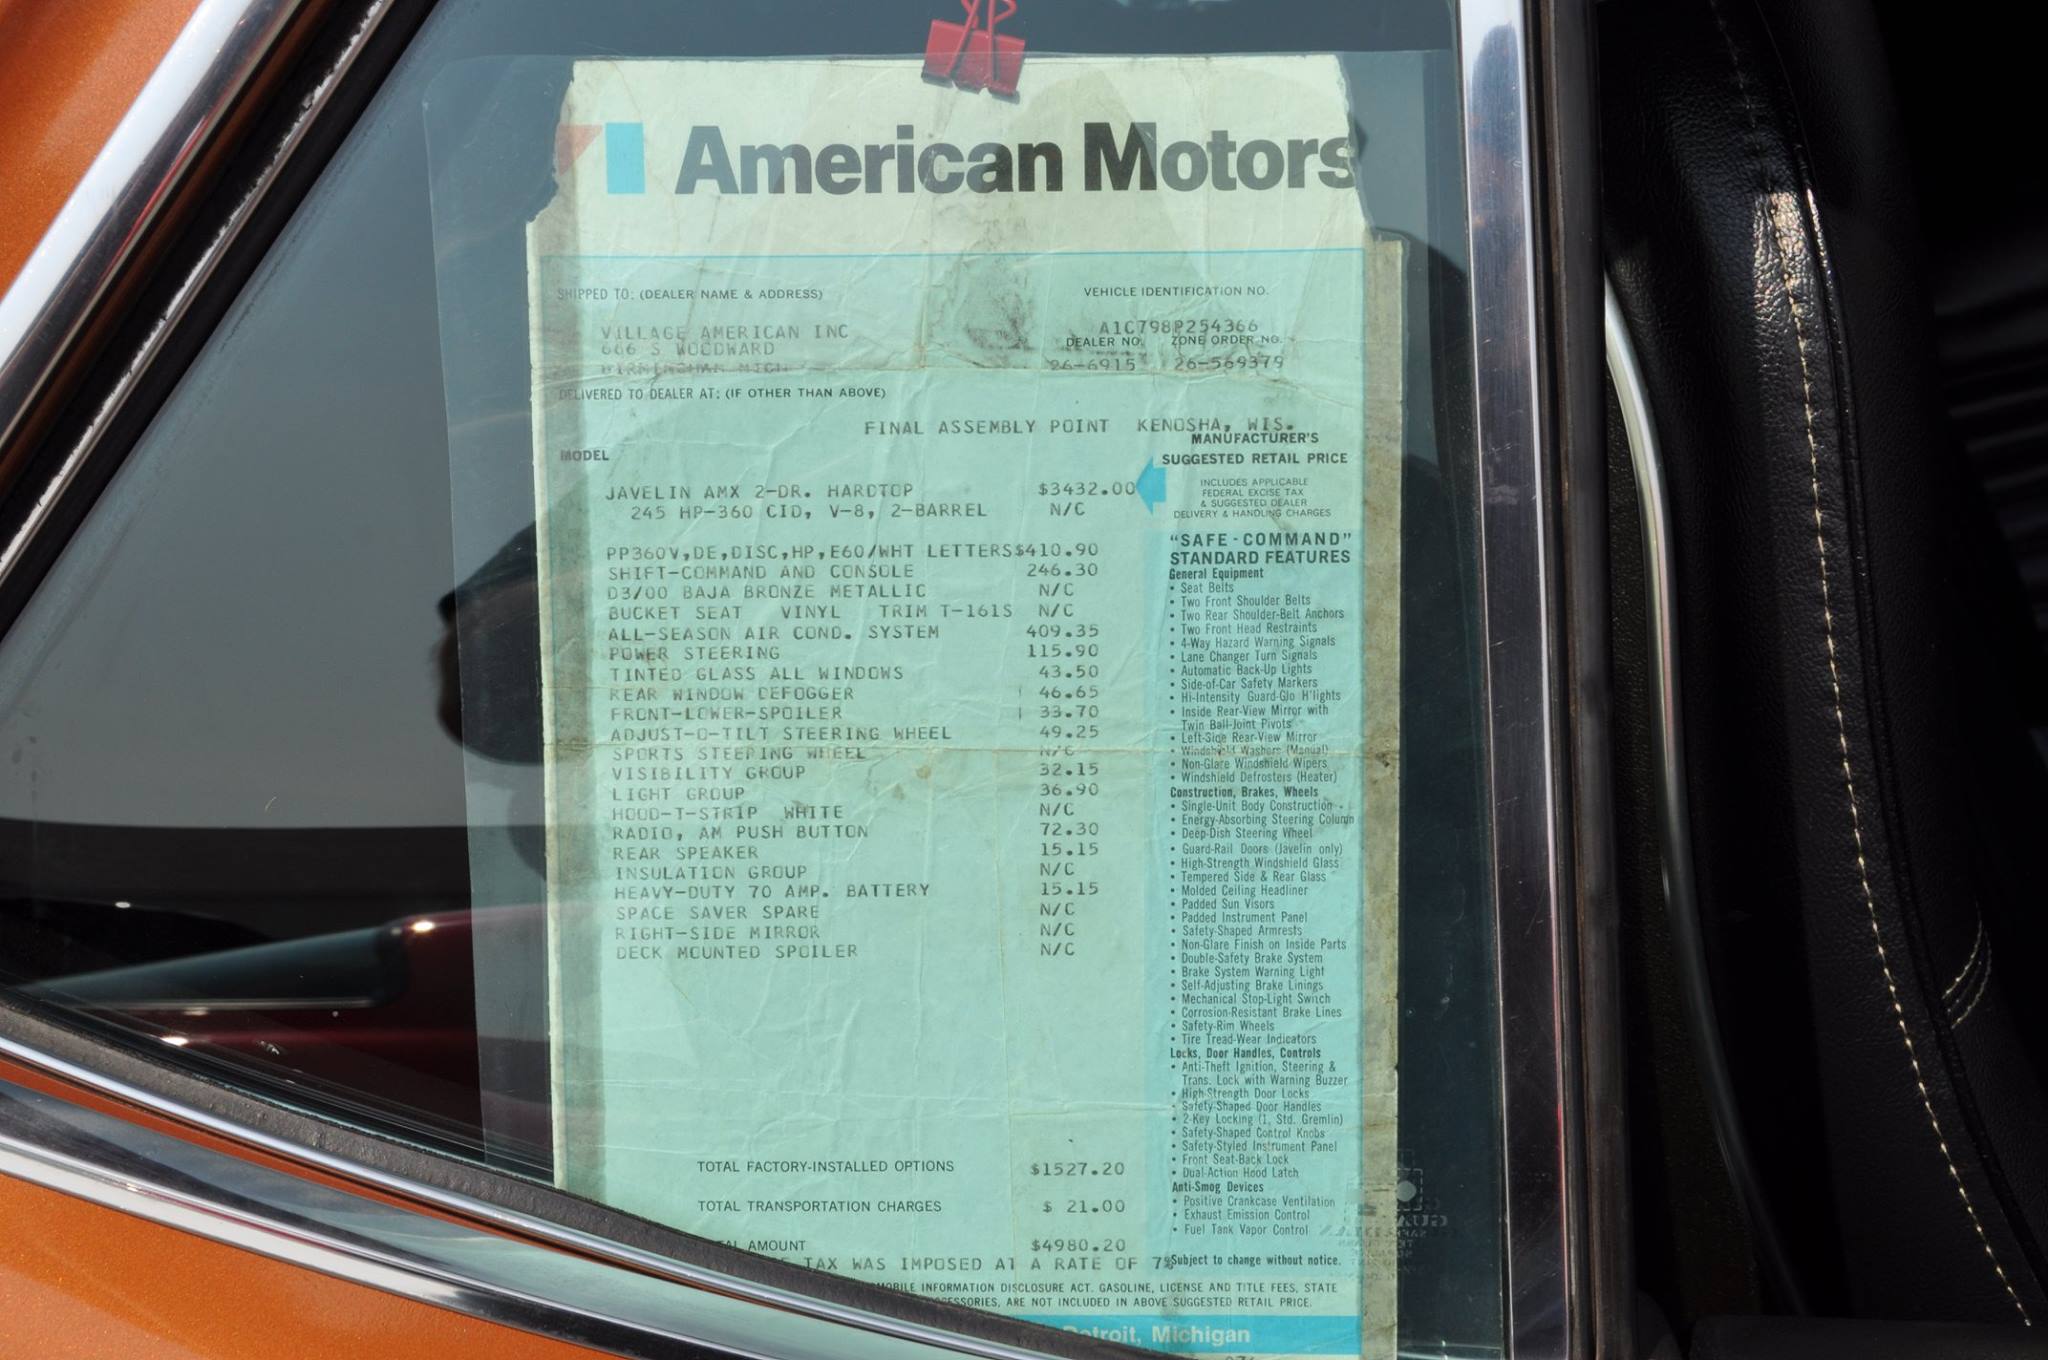 American Motors
SHIPPED TO: (DEALER NAME & ADDRESS)
VEHICLE IDENTIFICATION NO.
VILLAGE AMERICAN INC
A1C798P254366
666 S WOODWARD
DEALER NO. ZONE ORDER NO.
BIRMINGHAM MICH
26-6915 26-569379
DELIVERED TO DEALER AT: (IF OTHER THAN ABOVE)
FINAL ASSEMBLY POINT KENOSHA, WIS.
MODEL
MANUFACTURER'S
SUGGESTED RETAIL PRICE
INCLUDES APPLICABLE
FEDERAL EXCISE TAX
& SUGGESTED DEALER
DELIVERY & HANDLING CHARGES
JAVELIN AMX 2-DR. HARDTOP $3432.00
245 HP-360 CID, V-8, 2-BARREL N/C
PP360V,DE,DISC,HP,E60/WHT LETTERS $410.90
SHIFT-COMMAND AND CONSOLE 246.30
D3/00 BAJA BRONZE METALLIC N/C
BUCKET SEAT VINYL TRIM T-161S N/C
ALL-SEASON AIR COND. SYSTEM 409.35
POWER STEERING 115.90
TINTED GLASS ALL WINDOWS 43.50
REAR WINDOW DEFOGGER 46.65
FRONT-LOWER-SPOILER 33.70
ADJUST-O-TILT STEERING WHEEL 49.25
SPORTS STEERING WHEEL N/C
VISIBILITY GROUP 32.15
LIGHT GROUP 36.90
HOOD-T-STRIP WHITE N/C
RADIO, AM PUSH BUTTON 72.30
REAR SPEAKER 15.15
INSULATION GROUP N/C
HEAVY-DUTY 70 AMP. BATTERY 15.15
SPACE SAVER SPARE N/C
RIGHT-SIDE MIRROR N/C
DECK MOUNTED SPOILER N/C
TOTAL FACTORY-INSTALLED OPTIONS $1527.20
TOTAL TRANSPORTATION CHARGES $ 21.00
AMOUNT $4980.20
TAX WAS IMPOSED AT A RATE OF 7%
INFORMATION DISCLOSURE ACT. GASOLINE, LICENSE AND TITLE FEES, STATE
ARE NOT INCLUDED IN ABOVE SUGGESTED RETAIL PRICE.
Detroit, Michigan
"SAFE-COMMAND"
STANDARD FEATURES
General Equipment
• Seat Belts
• Two Front Shoulder Belts
• Two Rear Shoulder-Belt Anchors
• Two Front Head Restraints
• 4-Way Hazard Warning Signals
• Lane Changer Turn Signals
• Automatic Back-Up Lights
• Side-of-Car Safety Markers
• Hi-Intensity Guard-Glo H'lights
• Inside Rear-View Mirror with
Twin Ball-Joint Pivots
• Left-Side Rear-View Mirror
• Windshield Washers (Manual)
• Non-Glare Windshield Wipers
• Windshield Defrosters (Heater)
Construction, Brakes, Wheels
• Single-Unit Body Construction
• Energy-Absorbing Steering Column
• Deep-Dish Steering Wheel
• Guard-Rail Doors (Javelin only)
• High-Strength Windshield Glass
• Tempered Side & Rear Glass
• Molded Ceiling Headliner
• Padded Sun Visors
• Padded Instrument Panel
• Safety-Shaped Armrests
• Non-Glare Finish on Inside Parts
• Double-Safety Brake System
• Brake System Warning Light
• Self-Adjusting Brake Linings
• Mechanical Stop-Light Switch
• Corrosion-Resistant Brake Lines
• Safety-Rim Wheels
• Tire Tread-Wear Indicators
Locks, Door Handles, Controls
• Anti-Theft Ignition, Steering &
Trans. Lock with Warning Buzzer
• High-Strength Door Locks
• Safety-Shaped Door Handles
• 2-Key Locking (1, Std. Gremlin)
• Safety-Shaped Control Knobs
• Safety-Styled Instrument Panel
• Front Seat-Back Lock
• Dual-Action Hood Latch
Anti-Smog Devices
• Positive Crankcase Ventilation
• Exhaust Emission Control
• Fuel Tank Vapor Control
Subject to change without notice.